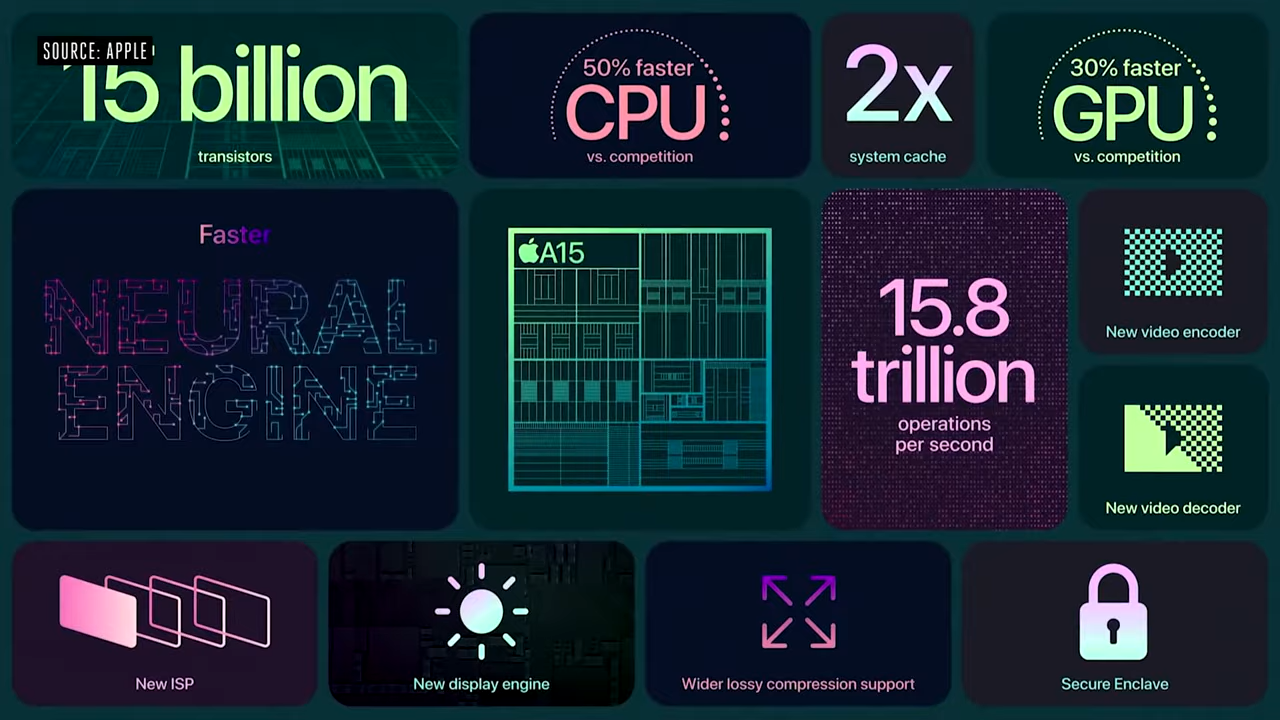 SOURCE: APPLE
15 billion
transistors
50% faster
CPU
vs. competition
2x
system cache
30% faster
GPU
vs. competition
Faster
NEURAL
ENGINE
A15
15.8
trillion
operations
per second
New video encoder
New video decoder
New ISP
New display engine
Wider lossy compression support
Secure Enclave